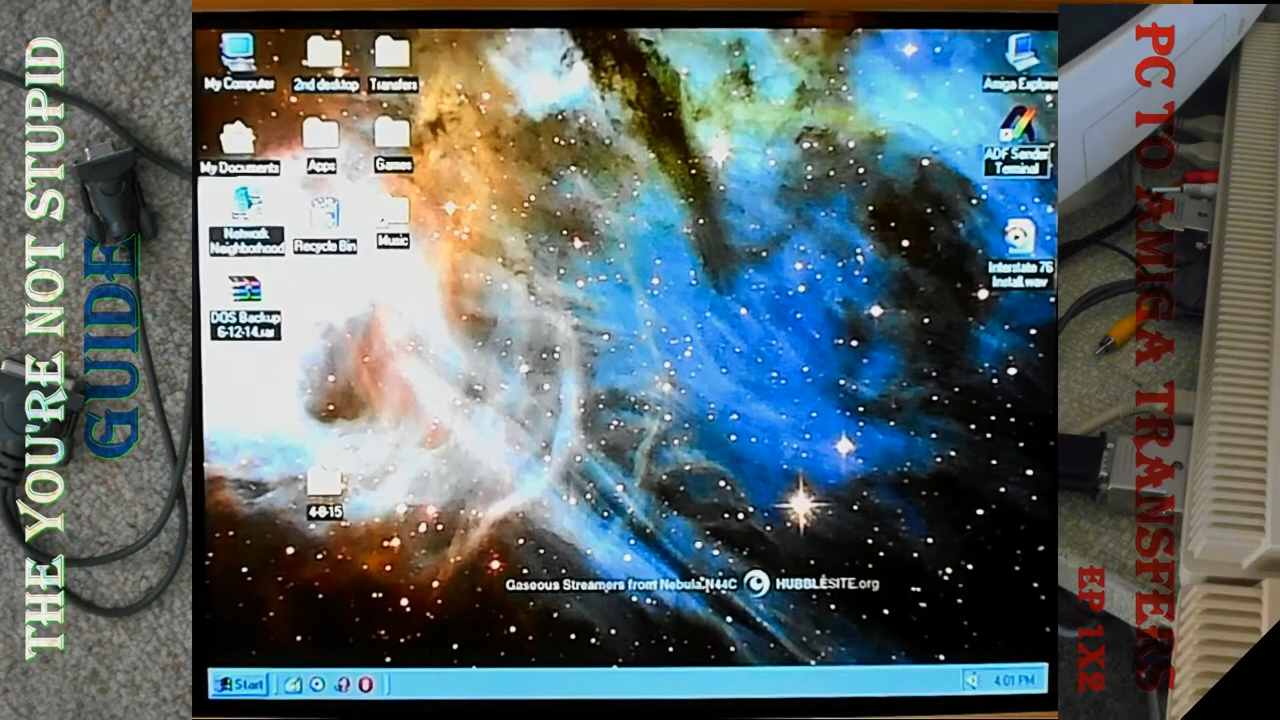 THE YOU'RE NOT STUPID
GUIDE
My Computer
2nd desktop
Transfers
My Documents
Apps
Games
Network
Neighborhood
Recycle Bin
Music
DOS Backup
6-12-14.rar
4-8-15
Amiga Explorer
ADF Sender
Terminal
Interstate 76
Install.wav
Gaseous Streamers from Nebula N44C
HUBBLESITE.org
Start
4:01 PM
PC TO AMIGA TRANSFERS
EP 1X2